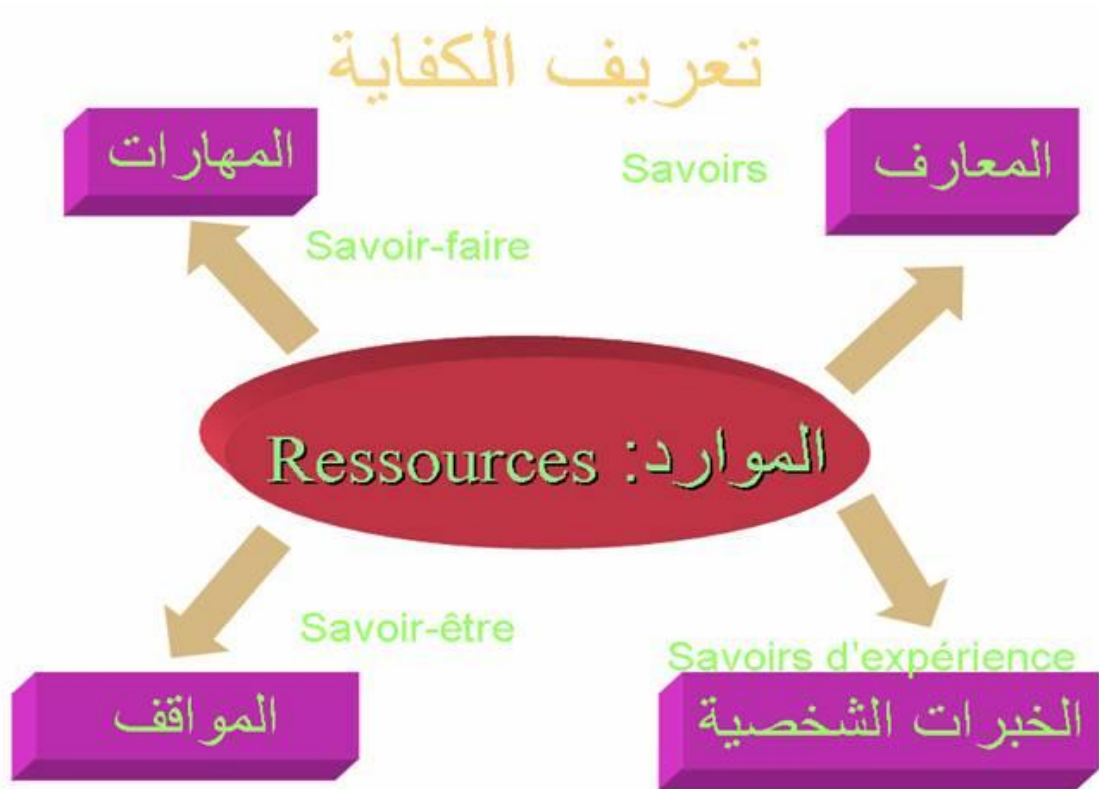 تعريف الكفاية
المعارف
Savoirs
المهارات
Savoir-faire
الموارد: Ressources
Savoir-être
المواقف
Savoirs d'expérience
الخبرات الشخصية